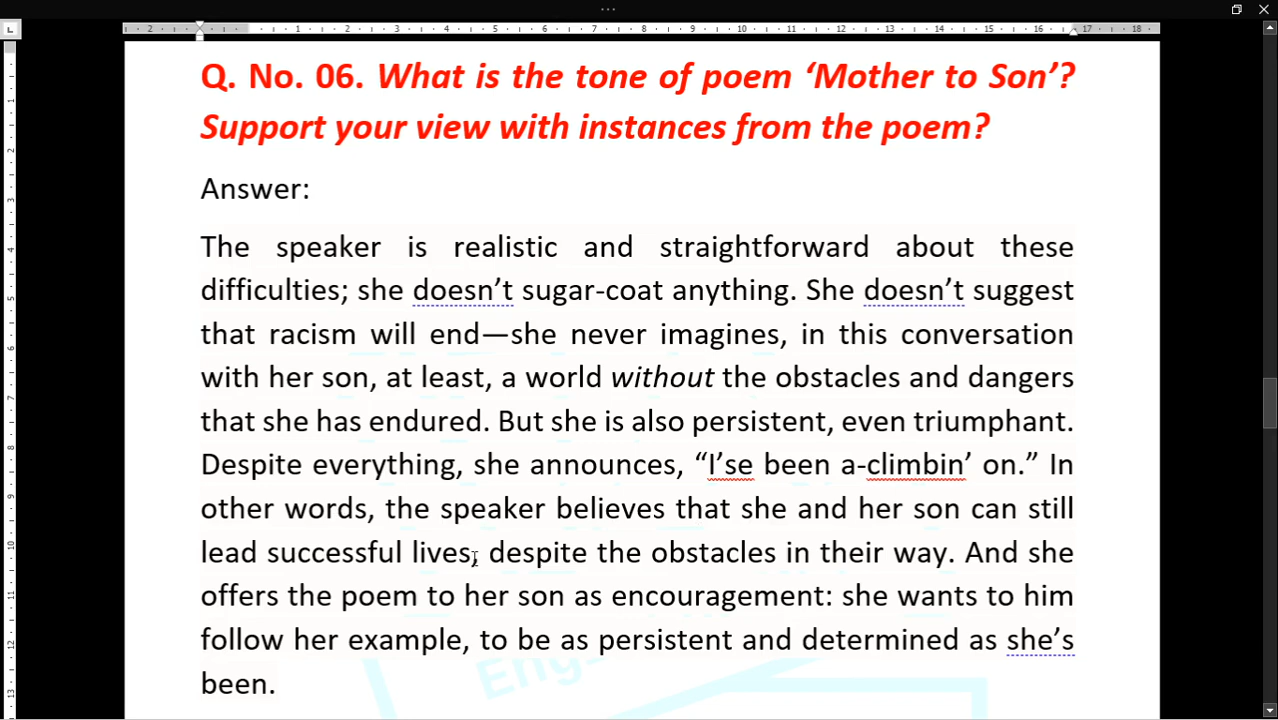 Q. No. 06. What is the tone of poem ‘Mother to Son’?
Support your view with instances from the poem?
Answer:
The speaker is realistic and straightforward about these
difficulties; she doesn’t sugar-coat anything. She doesn’t suggest
that racism will end—she never imagines, in this conversation
with her son, at least, a world without the obstacles and dangers
that she has endured. But she is also persistent, even triumphant.
Despite everything, she announces, “I’se been a-climbin’ on.” In
other words, the speaker believes that she and her son can still
lead successful lives, despite the obstacles in their way. And she
offers the poem to her son as encouragement: she wants to him
follow her example, to be as persistent and determined as she’s
been.
Eng-